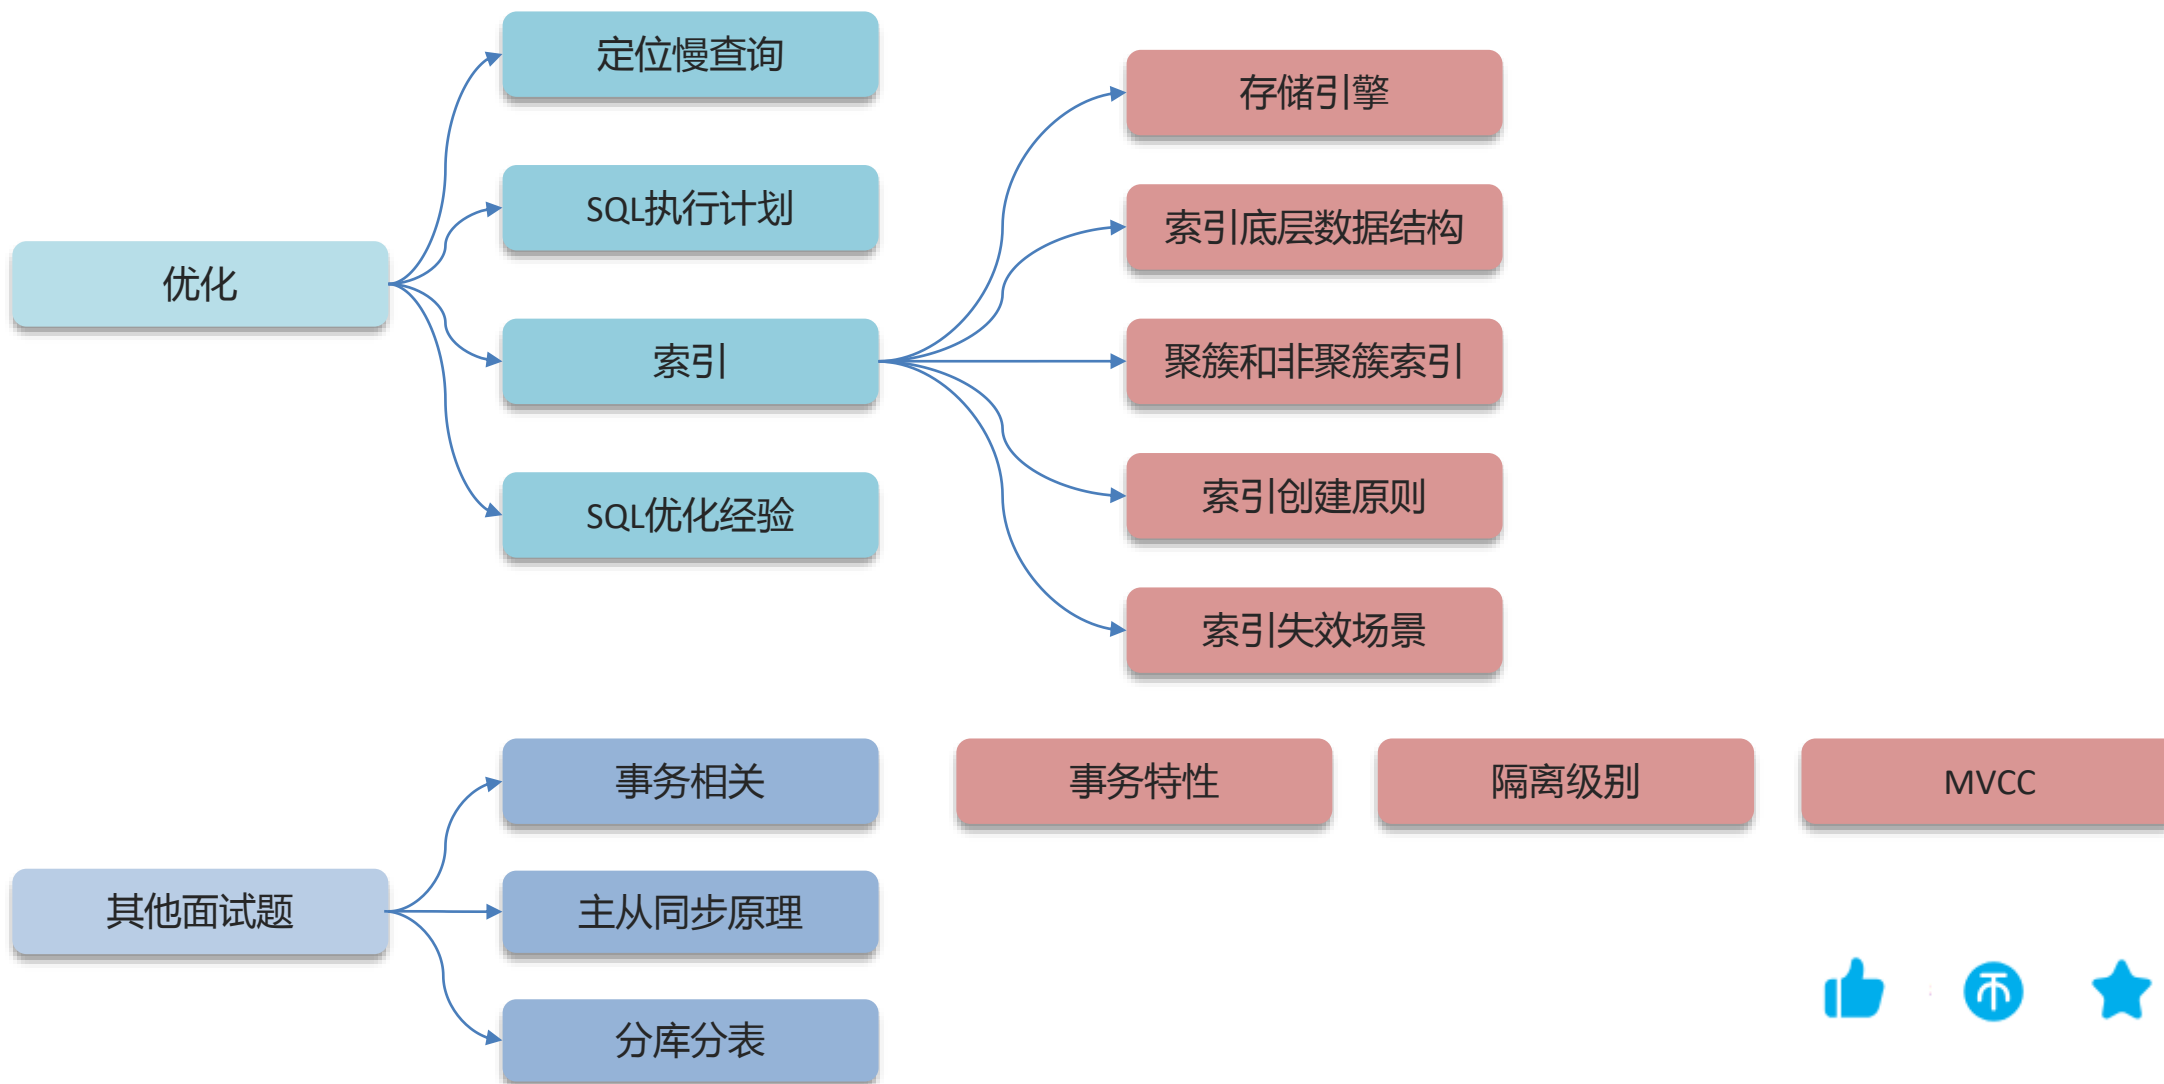 优化
定位慢查询
SQL执行计划
索引
SQL优化经验
存储引擎
索引底层数据结构
聚簇和非聚簇索引
索引创建原则
索引失效场景
其他面试题
事务相关
事务特性
隔离级别
MVCC
主从同步原理
分库分表